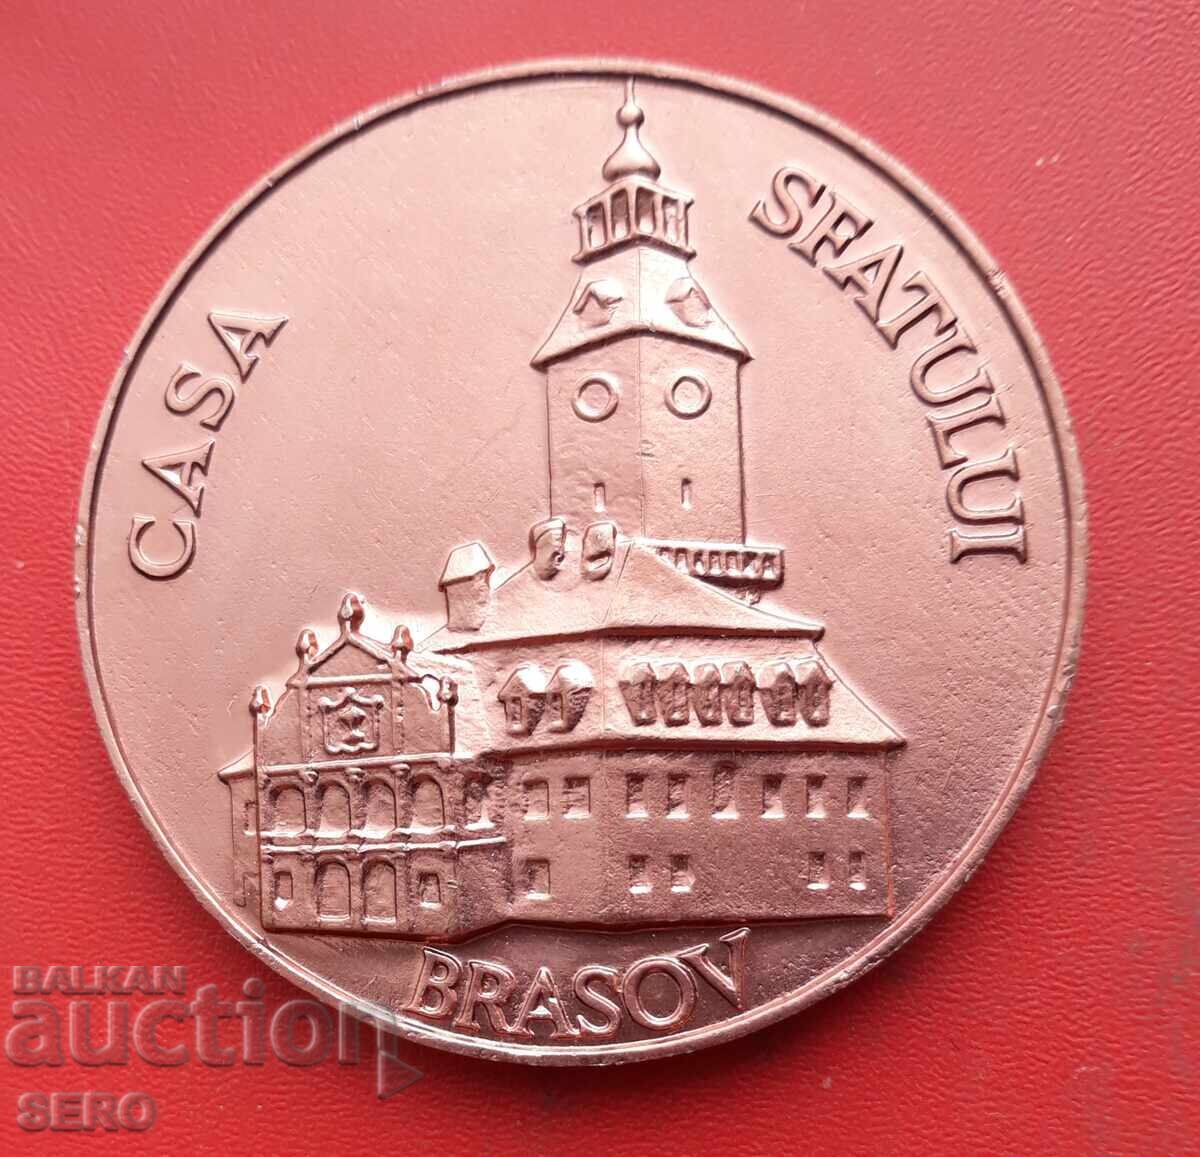 CASA
SFATULUI
BRASOV
BALKAN
auction
SERO